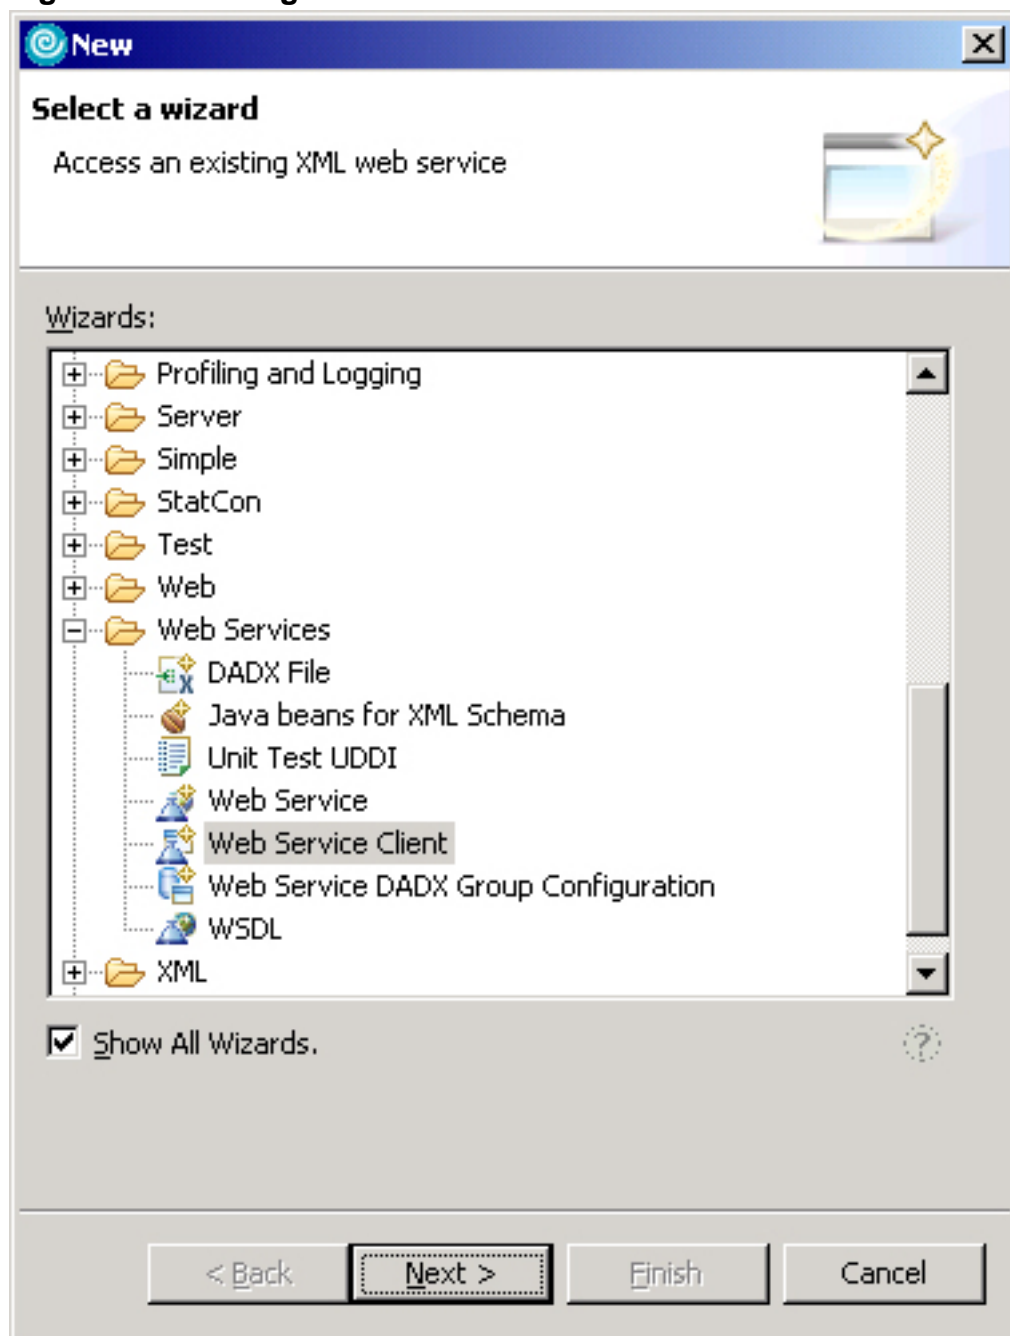 New
Select a wizard
Access an existing XML web service
Wizards:
Profiling and Logging
Server
Simple
StatCon
Test
Web
Web Services
DADX File
Java beans for XML Schema
Unit Test UDDI
Web Service
Web Service Client
Web Service DADX Group Configuration
WSDL
XML
Show All Wizards.
< Back Next > Finish Cancel